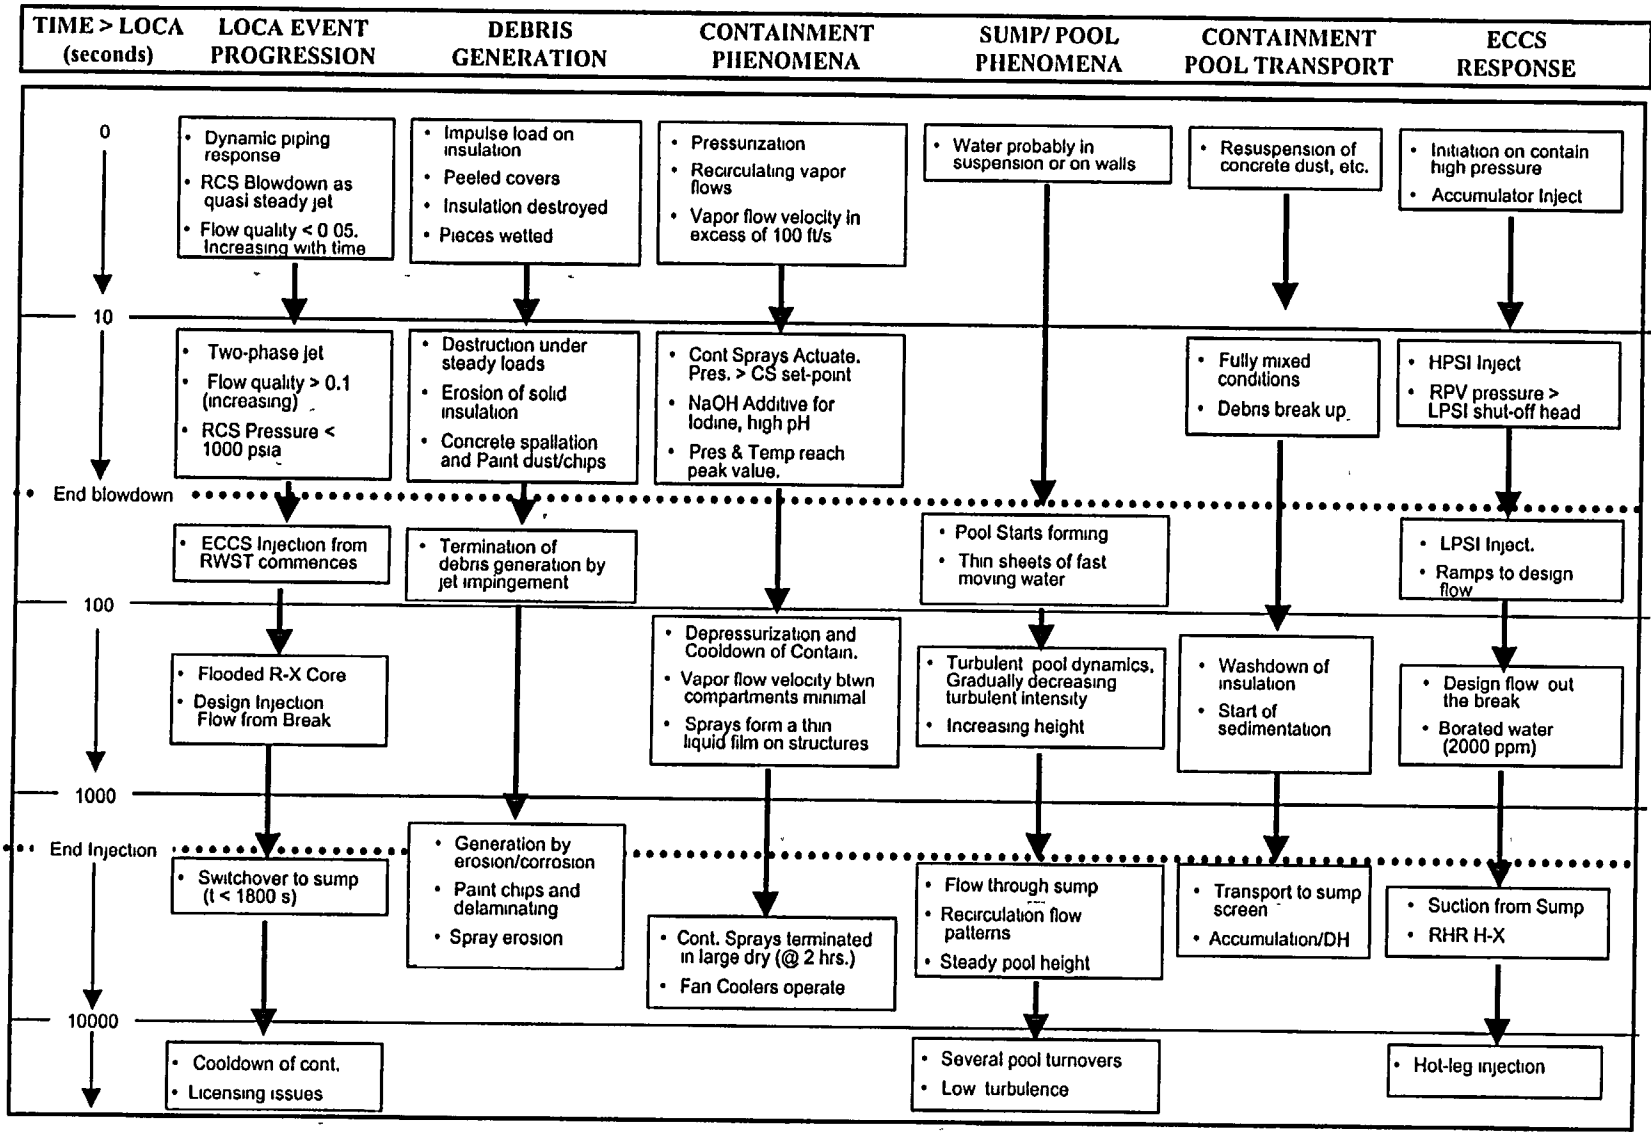 TIME > LOCA
(seconds)
LOCA EVENT
PROGRESSION
DEBRIS
GENERATION
CONTAINMENT
PHENOMENA
SUMP/ POOL
PHENOMENA
CONTAINMENT
POOL TRANSPORT
ECCS
RESPONSE
0
• Dynamic piping
response
• RCS Blowdown as
quasi steady jet
• Flow quality < 0 05.
Increasing with time
• Impulse load on
insulation
• Peeled covers
• Insulation destroyed
• Pieces wetted
• Pressurization
• Recirculating vapor
flows
• Vapor flow velocity in
excess of 100 ft/s
• Water probably in
suspension or on walls
• Resuspension of
concrete dust, etc.
• Initiation on contain
high pressure
• Accumulator Inject
10
• Two-phase jet
• Flow quality > 0.1
(increasing)
• RCS Pressure <
1000 psia
• Destruction under
steady loads
• Erosion of solid
insulation
• Concrete spallation
and Paint dust/chips
• Cont Sprays Actuate.
Pres. > CS set-point
• NaOH Additive for
Iodine, high pH
• Pres & Temp reach
peak value.
• Fully mixed
conditions
• Debris break up
• HPSI Inject
• RPV pressure >
LPSI shut-off head
End blowdown
• ECCS Injection from
RWST commences
• Termination of
debris generation by
jet impingement
• Pool Starts forming
• Thin sheets of fast
moving water
• LPSI Inject.
• Ramps to design
flow
100
• Flooded R-X Core
• Design Injection
Flow from Break
• Depressurization and
Cooldown of Contain.
• Vapor flow velocity btwn
compartments minimal
• Sprays form a thin
liquid film on structures
• Turbulent pool dynamics.
Gradually decreasing
turbulent intensity
• Increasing height
• Washdown of
insulation
• Start of
sedimentation
• Design flow out
the break
• Borated water
(2000 ppm)
1000
End Injection
• Switchover to sump
(t < 1800 s)
• Generation by
erosion/corrosion
• Paint chips and
delaminating
• Spray erosion
• Cont. Sprays terminated
in large dry (@ 2 hrs.)
• Fan Coolers operate
• Flow through sump
• Recirculation flow
patterns
• Steady pool height
• Transport to sump
screen
• Accumulation/DH
• Suction from Sump
• RHR H-X
10000
• Cooldown of cont.
• Licensing issues
• Several pool turnovers
• Low turbulence
• Hot-leg injection